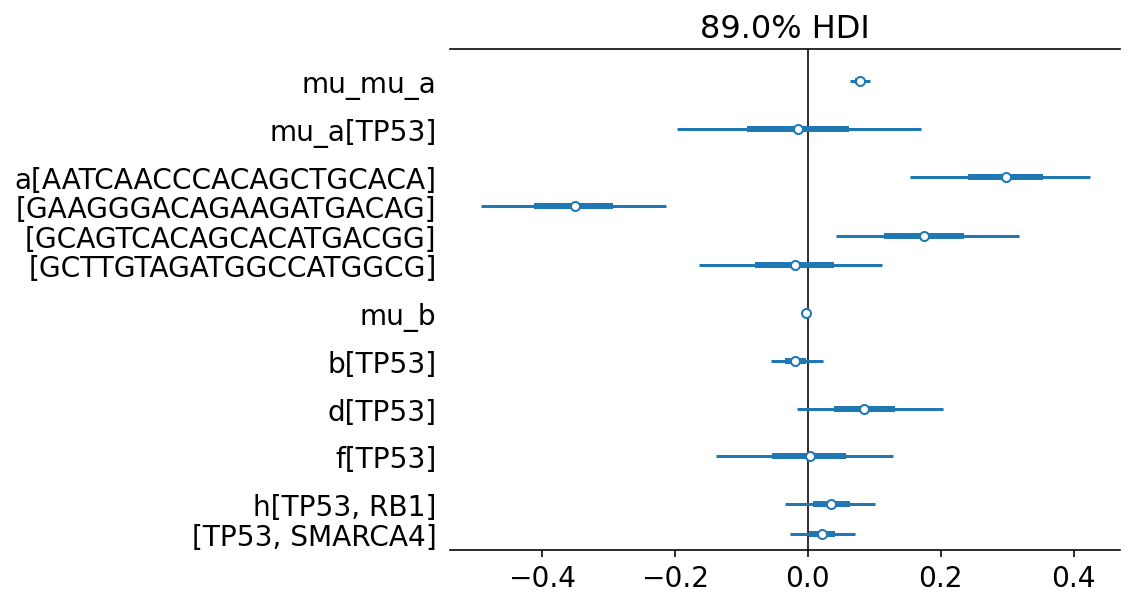 89.0% HDI
mu_mu_a
mu_a[TP53]
a[AATCAACCCACAGCTGCACA]
[GAAGGGACAGAAGATGACAG]
[GCAGTCACAGCACATGACGG]
[GCTTGTAGATGGCCATGGCG]
mu_b
b[TP53]
d[TP53]
f[TP53]
h[TP53, RB1]
[TP53, SMARCA4]
−0.4 −0.2 0.0 0.2 0.4